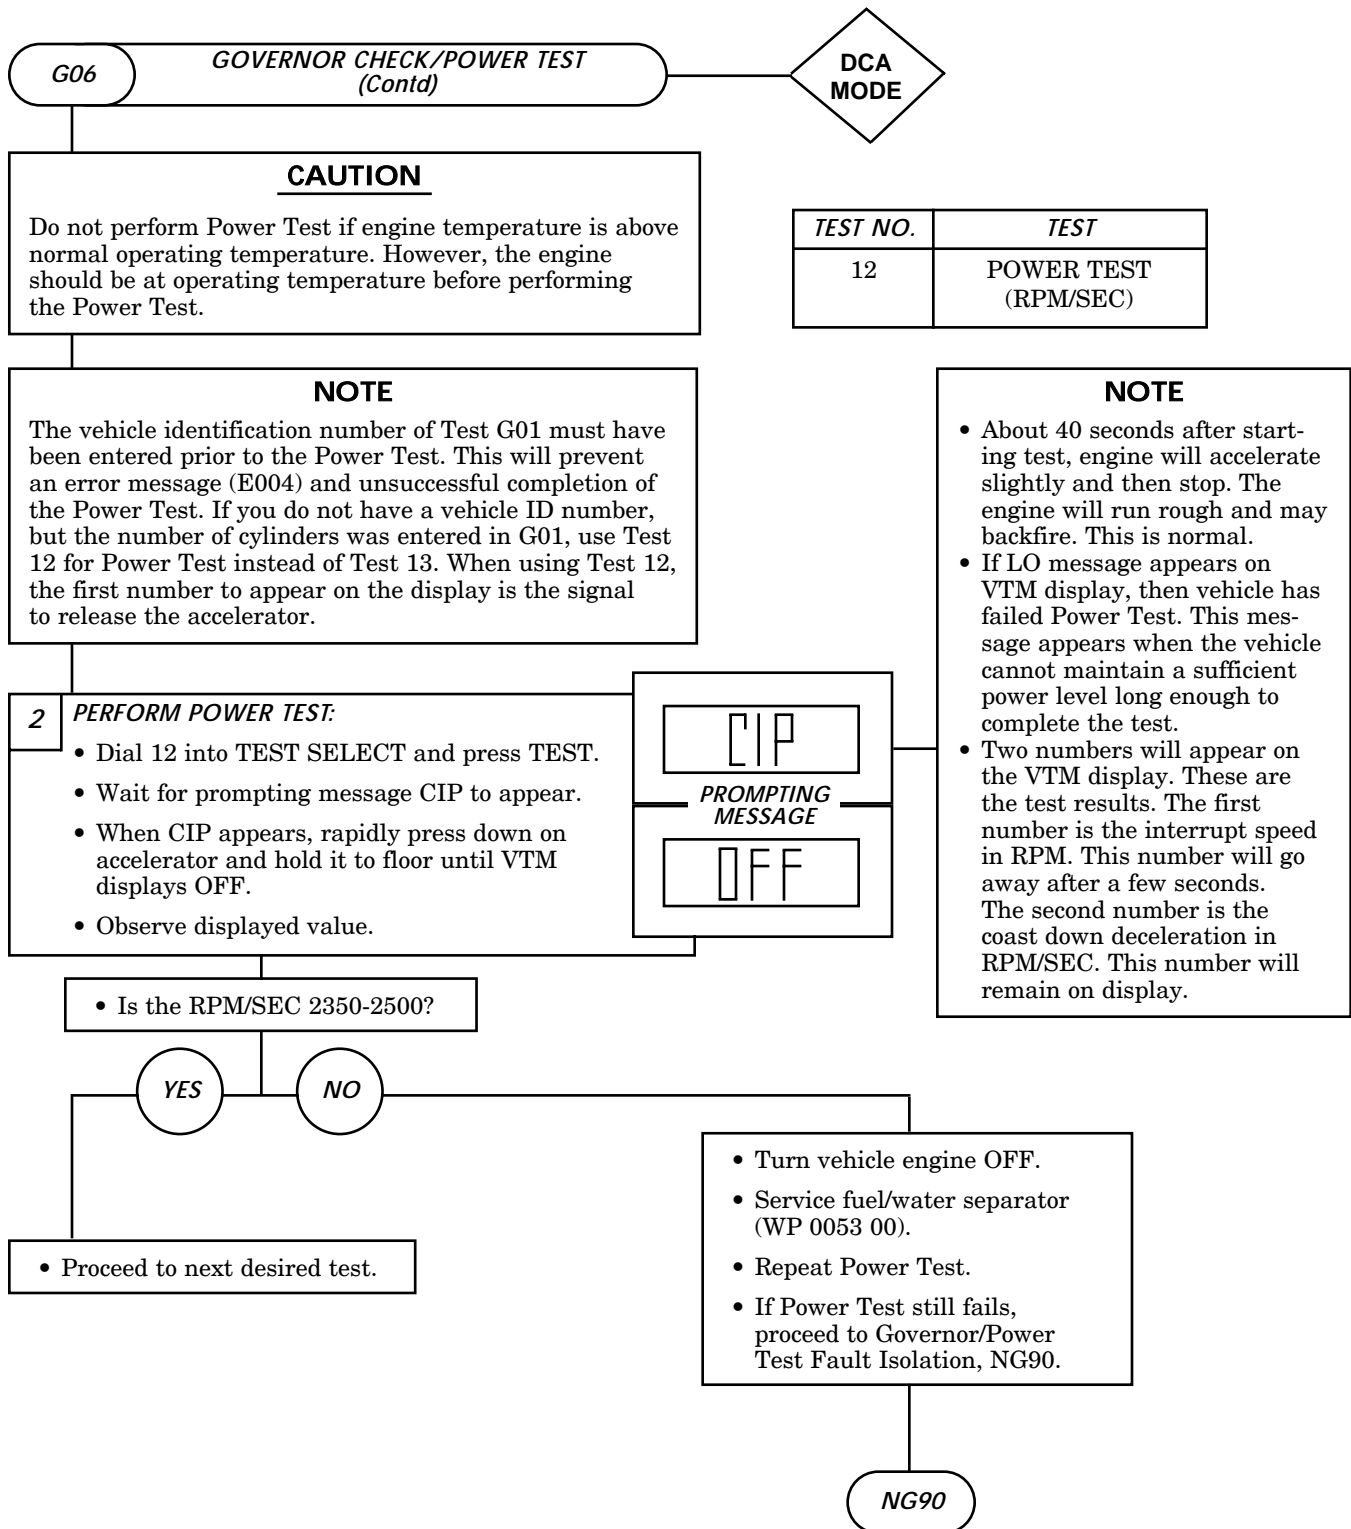 G06
GOVERNOR CHECK/POWER TEST
(Contd)
DCA
MODE
CAUTION
Do not perform Power Test if engine temperature is above
normal operating temperature. However, the engine
should be at operating temperature before performing
the Power Test.
TEST NO.
TEST
12
POWER TEST
(RPM/SEC)
NOTE
The vehicle identification number of Test G01 must have
been entered prior to the Power Test. This will prevent
an error message (E004) and unsuccessful completion of
the Power Test. If you do not have a vehicle ID number,
but the number of cylinders was entered in G01, use Test
12 for Power Test instead of Test 13. When using Test 12,
the first number to appear on the display is the signal
to release the accelerator.
2
PERFORM POWER TEST:
• Dial 12 into TEST SELECT and press TEST.
• Wait for prompting message CIP to appear.
• When CIP appears, rapidly press down on
accelerator and hold it to floor until VTM
displays OFF.
• Observe displayed value.
CIP
PROMPTING
MESSAGE
OFF
NOTE
• About 40 seconds after start-
ing test, engine will accelerate
slightly and then stop. The
engine will run rough and may
backfire. This is normal.
• If LO message appears on
VTM display, then vehicle has
failed Power Test. This mes-
sage appears when the vehicle
cannot maintain a sufficient
power level long enough to
complete the test.
• Two numbers will appear on
the VTM display. These are
the test results. The first
number is the interrupt speed
in RPM. This number will go
away after a few seconds.
The second number is the
coast down deceleration in
RPM/SEC. This number will
remain on display.
• Is the RPM/SEC 2350-2500?
YES
NO
• Proceed to next desired test.
• Turn vehicle engine OFF.
• Service fuel/water separator
(WP 0053 00).
• Repeat Power Test.
• If Power Test still fails,
proceed to Governor/Power
Test Fault Isolation, NG90.
NG90